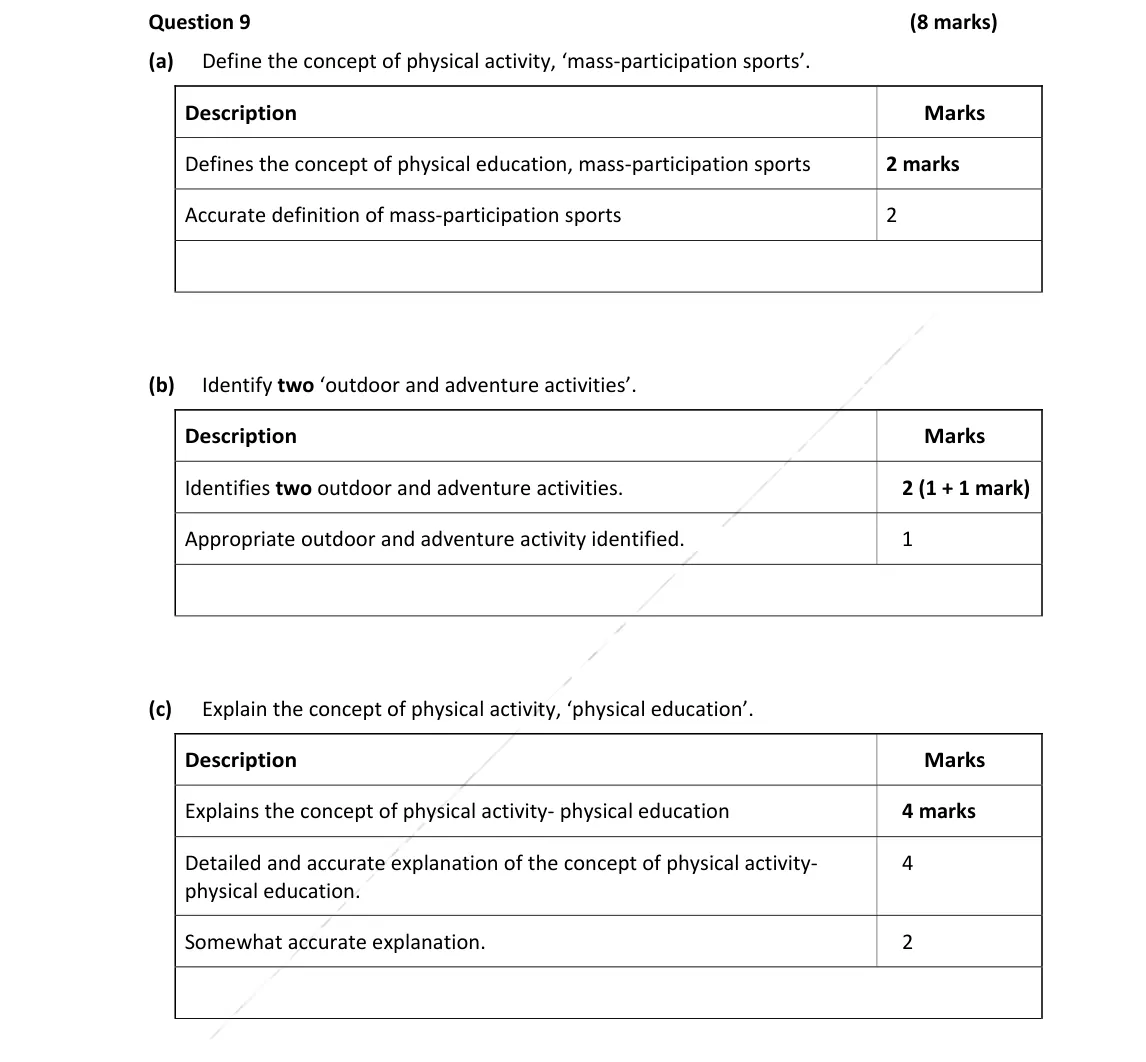 Question 9 (8 marks)
(a) Define the concept of physical activity, ‘mass-participation sports’.
Description Marks
Defines the concept of physical education, mass-participation sports 2 marks
Accurate definition of mass-participation sports 2
(b) Identify two ‘outdoor and adventure activities’.
Description Marks
Identifies two outdoor and adventure activities. 2 (1 + 1 mark)
Appropriate outdoor and adventure activity identified. 1
(c) Explain the concept of physical activity, ‘physical education’.
Description Marks
Explains the concept of physical activity- physical education 4 marks
Detailed and accurate explanation of the concept of physical activity- 4
physical education.
Somewhat accurate explanation. 2